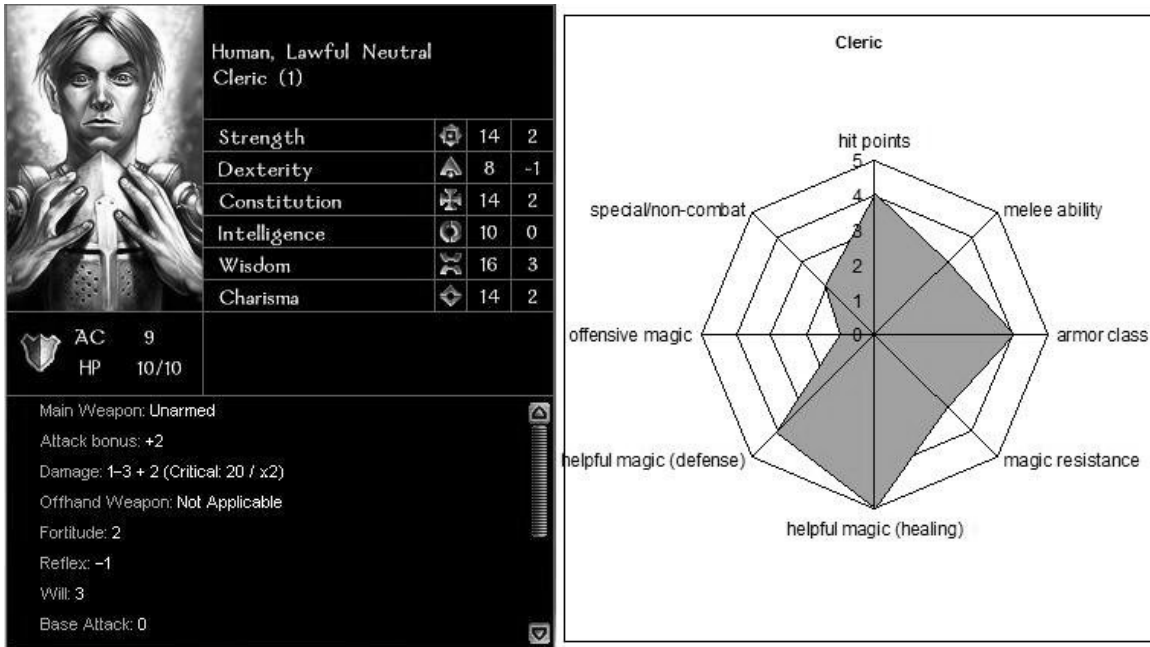 Human, Lawful Neutral
Cleric (1)
Strength 14 2
Dexterity 8 -1
Constitution 14 2
Intelligence 10 0
Wisdom 16 3
Charisma 14 2
AC 9
HP 10/10
Main Weapon: Unarmed
Attack bonus: +2
Damage: 1–3 + 2 (Critical: 20 / x2)
Offhand Weapon: Not Applicable
Fortitude: 2
Reflex: –1
Will: 3
Base Attack: 0
Cleric
hit points
5
special/non-combat 4 melee ability
3
2
1
offensive magic 0 armor class
helpful magic (defense) magic resistance
helpful magic (healing)